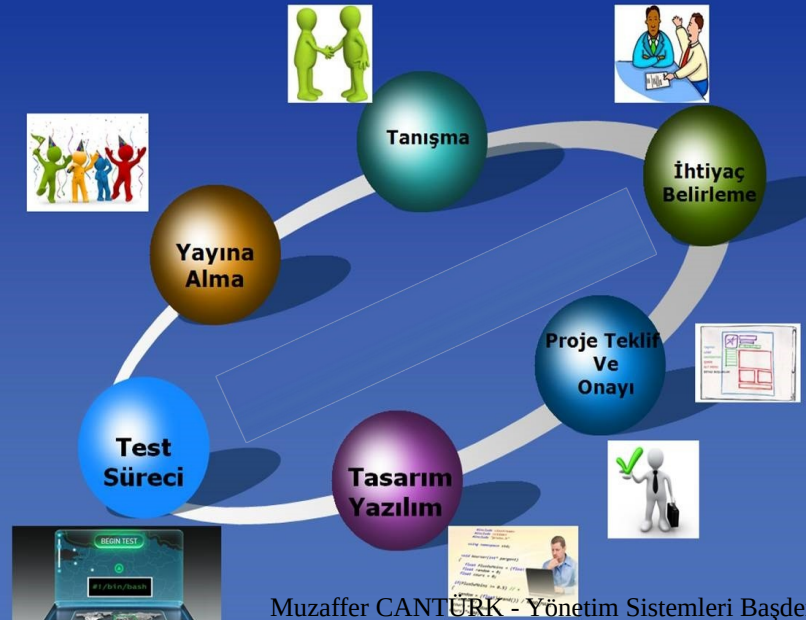 Tanışma
İhtiyaç
Belirleme
Yayına
Alma
Proje Teklif
Ve
Onayı
Test
Süreci
Tasarım
Yazılım
BEGIN TEST
#!/bin/bash
Muzaffer CANTÜRK - Yönetim Sistemleri Başde